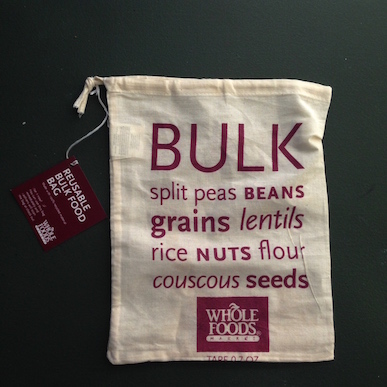 BULK
split peas BEANS
grains lentils
rice NUTS flour
couscous seeds
WHOLE
FOODS
MARKET
TARE 0.7 OZ
REUSABLE
BULK FOOD
BAG
WHOLE
FOODS